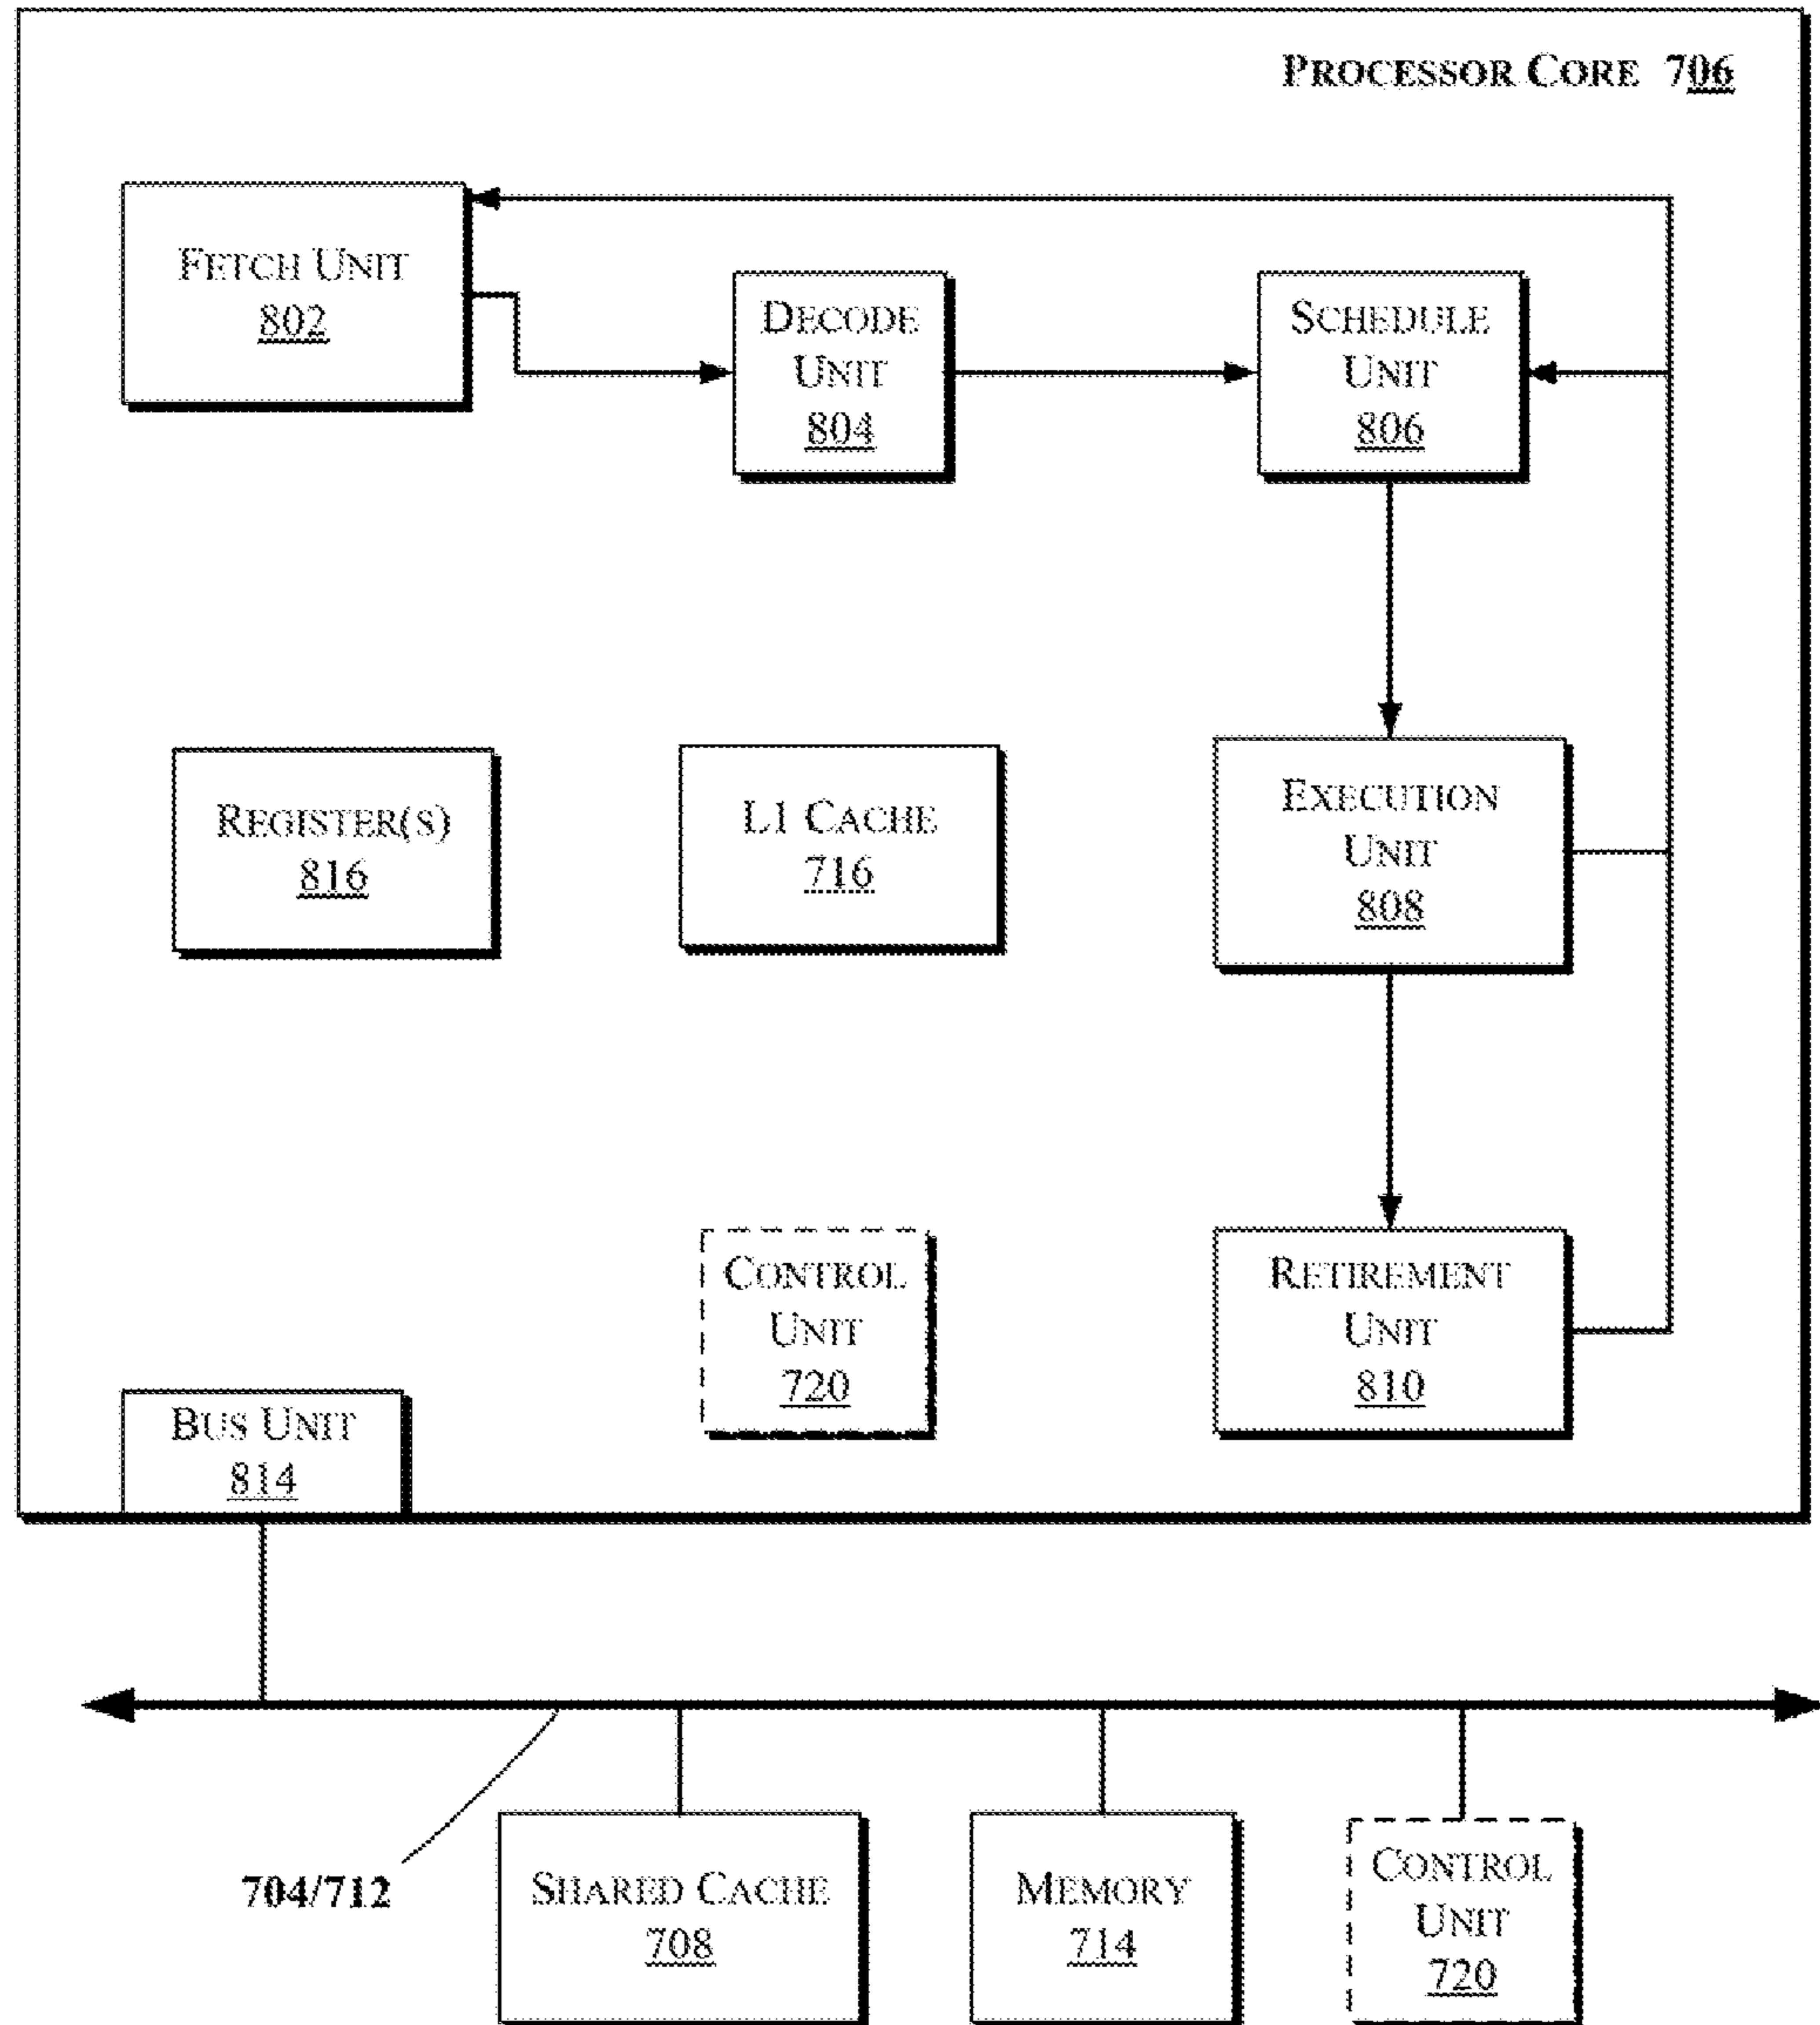 PROCESSOR CORE 706
FETCH UNIT
802
DECODE
UNIT
804
SCHEDULE
UNIT
806
REGISTER(S)
816
L1 CACHE
716
EXECUTION
UNIT
808
CONTROL
UNIT
720
RETIREMENT
UNIT
810
BUS UNIT
814
704/712
SHARED CACHE
708
MEMORY
714
CONTROL
UNIT
720